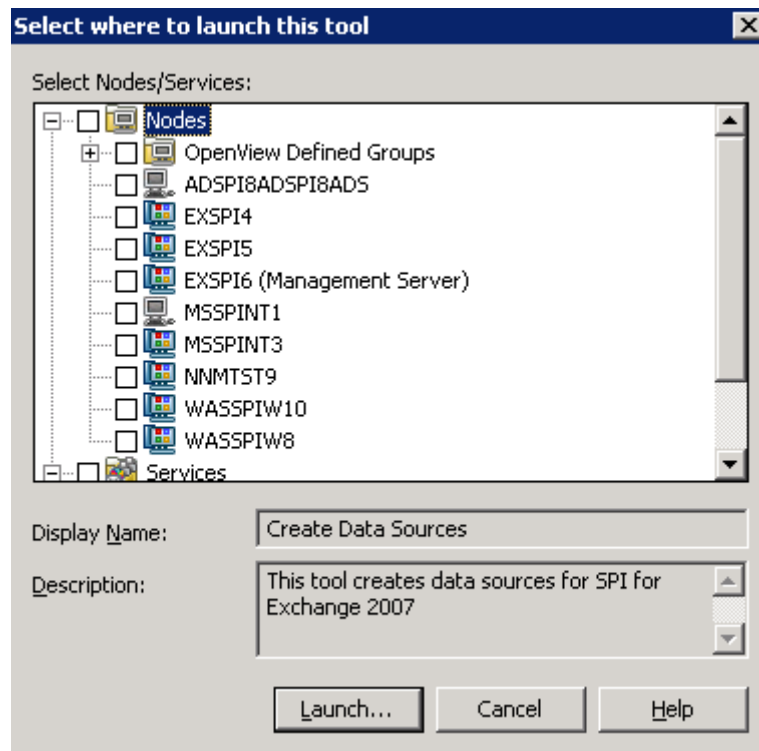 Select where to launch this tool
Select Nodes/Services:
Nodes
OpenView Defined Groups
ADSPI8ADSPI8ADS
EXSPI4
EXSPI5
EXSPI6 (Management Server)
MSSPINT1
MSSPINT3
NNMTST9
WASSPIW10
WASSPIW8
Services
Display Name:
Create Data Sources
Description:
This tool creates data sources for SPI for
Exchange 2007
Launch...
Cancel
Help